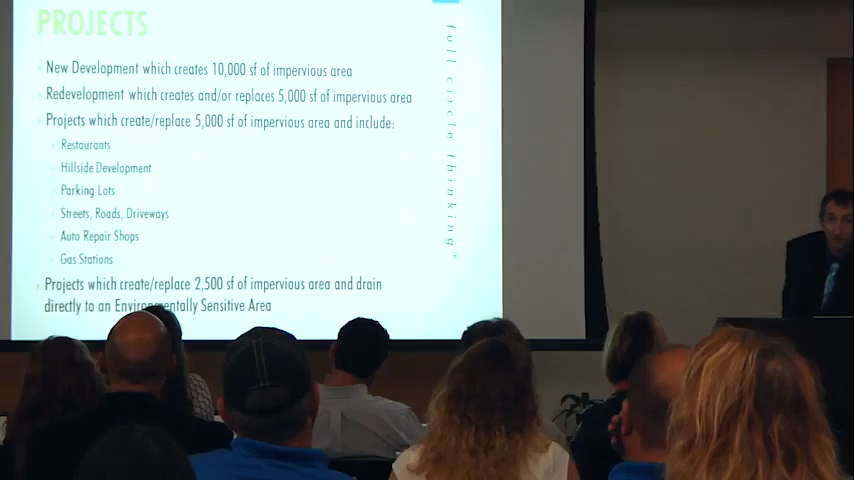 PROJECTS
New Development which creates 10,000 sf of impervious area
Redevelopment which creates and/or replaces 5,000 sf of impervious area
Projects which create/replace 5,000 sf of impervious area and include:
Restaurants
Hillside Development
Parking Lots
Streets, Roads, Driveways
Auto Repair Shops
Gas Stations
Projects which create/replace 2,500 sf of impervious area and drain
directly to an Environmentally Sensitive Area
full circle thinking